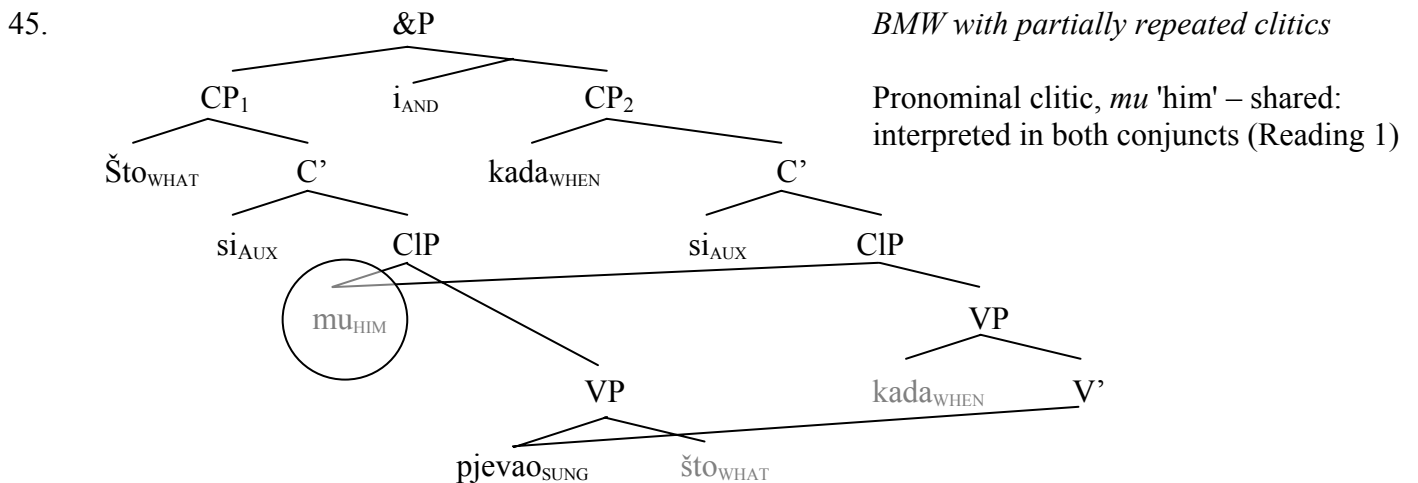 45. &P BMW with partially repeated clitics
CP1 iAND CP2 Pronominal clitic, mu 'him' – shared:
interpreted in both conjuncts (Reading 1)
ŠtoWHAT C’ kadaWHEN C’
siAUX ClP siAUX ClP
muHIM VP
VP kadaWHEN V’
pjevaoSUNG štoWHAT